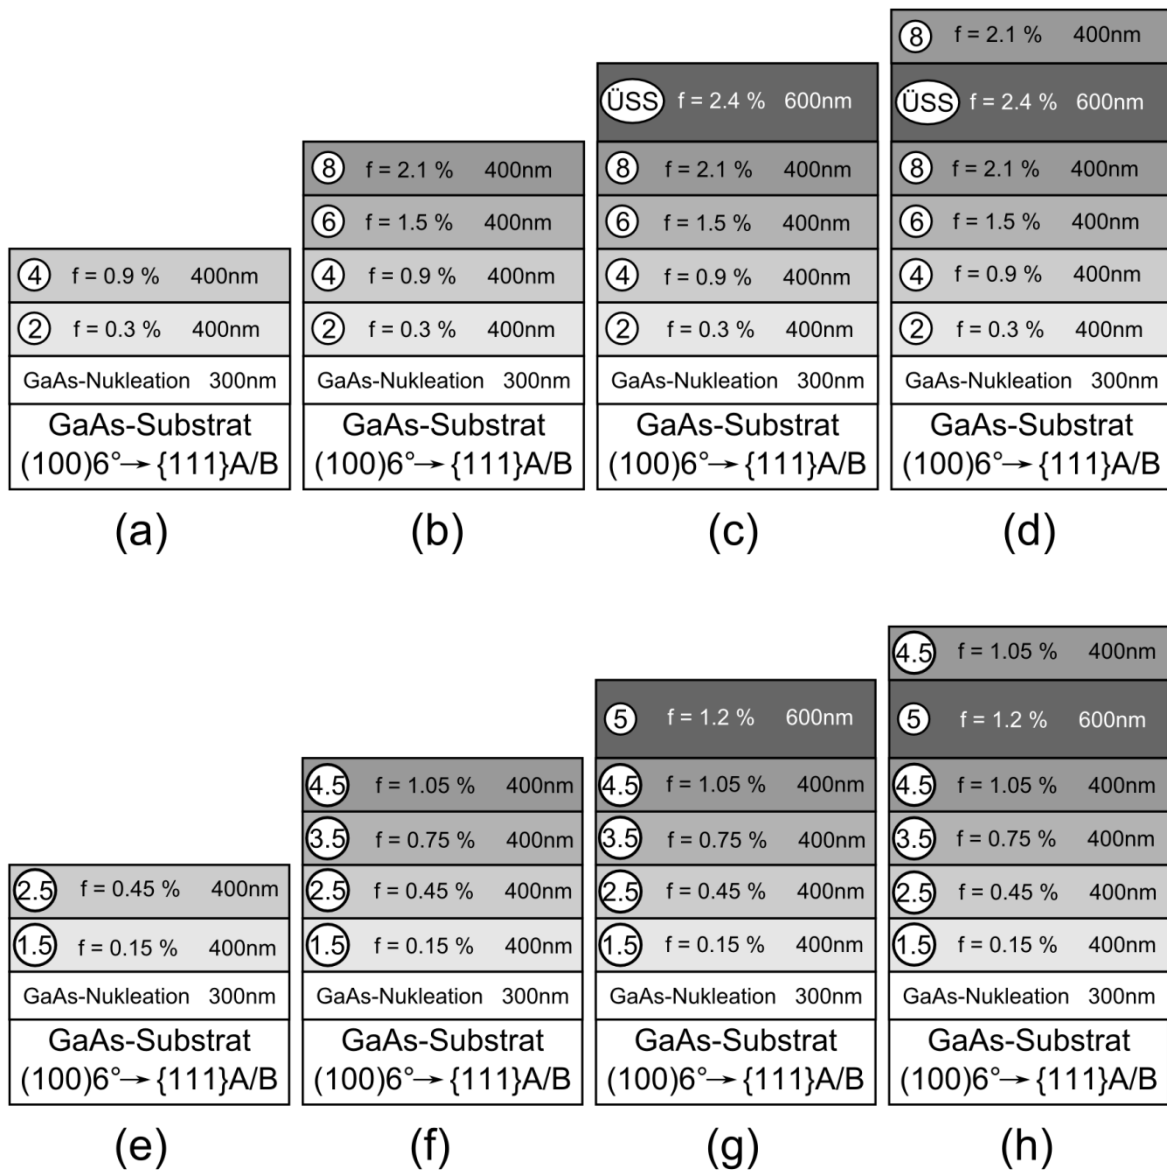 8 f = 2.1 % 400nm
ÜSS f = 2.4 % 600nm
ÜSS f = 2.4 % 600nm
8 f = 2.1 % 400nm
8 f = 2.1 % 400nm
8 f = 2.1 % 400nm
6 f = 1.5 % 400nm
6 f = 1.5 % 400nm
6 f = 1.5 % 400nm
4 f = 0.9 % 400nm
4 f = 0.9 % 400nm
4 f = 0.9 % 400nm
4 f = 0.9 % 400nm
2 f = 0.3 % 400nm
2 f = 0.3 % 400nm
2 f = 0.3 % 400nm
2 f = 0.3 % 400nm
GaAs-Nukleation 300nm
GaAs-Nukleation 300nm
GaAs-Nukleation 300nm
GaAs-Nukleation 300nm
GaAs-Substrat
GaAs-Substrat
GaAs-Substrat
GaAs-Substrat
(100)6°→{111}A/B
(100)6°→{111}A/B
(100)6°→{111}A/B
(100)6°→{111}A/B
(a)
(b)
(c)
(d)
4.5 f = 1.05 % 400nm
5 f = 1.2 % 600nm
5 f = 1.2 % 600nm
4.5 f = 1.05 % 400nm
4.5 f = 1.05 % 400nm
4.5 f = 1.05 % 400nm
3.5 f = 0.75 % 400nm
3.5 f = 0.75 % 400nm
3.5 f = 0.75 % 400nm
2.5 f = 0.45 % 400nm
2.5 f = 0.45 % 400nm
2.5 f = 0.45 % 400nm
2.5 f = 0.45 % 400nm
1.5 f = 0.15 % 400nm
1.5 f = 0.15 % 400nm
1.5 f = 0.15 % 400nm
1.5 f = 0.15 % 400nm
GaAs-Nukleation 300nm
GaAs-Nukleation 300nm
GaAs-Nukleation 300nm
GaAs-Nukleation 300nm
GaAs-Substrat
GaAs-Substrat
GaAs-Substrat
GaAs-Substrat
(100)6°→{111}A/B
(100)6°→{111}A/B
(100)6°→{111}A/B
(100)6°→{111}A/B
(e)
(f)
(g)
(h)